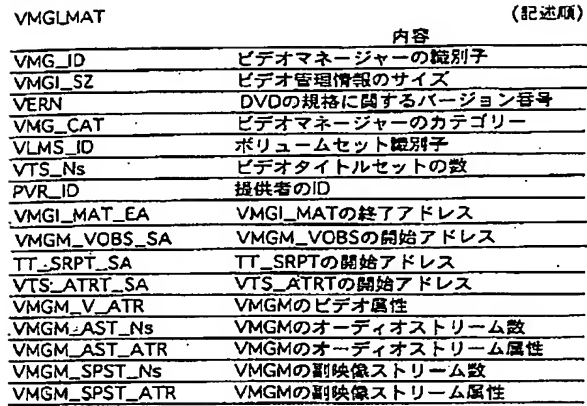 VMGI_MAT (記述順)
内容
VMG_ID ビデオマネージャーの識別子
VMGI_SZ ビデオ管理情報のサイズ
VERN DVDの規格に関するバージョン番号
VMG_CAT ビデオマネージャーのカテゴリー
VLMS_ID ボリュームセット識別子
VTS_Ns ビデオタイトルセットの数
PVR_ID 提供者のID
VMGI_MAT_EA VMGI_MATの終了アドレス
VMGM_VOBS_SA VMGM_VOBSの開始アドレス
TT_SRPT_SA TT_SRPTの開始アドレス
VTS_ATRT_SA VTS_ATRTの開始アドレス
VMGM_V_ATR VMGMのビデオ属性
VMGM_AST_Ns VMGMのオーディオストリーム数
VMGM_AST_ATR VMGMのオーディオストリーム属性
VMGM_SPST_Ns VMGMの副映像ストリーム数
VMGM_SPST_ATR VMGMの副映像ストリーム属性